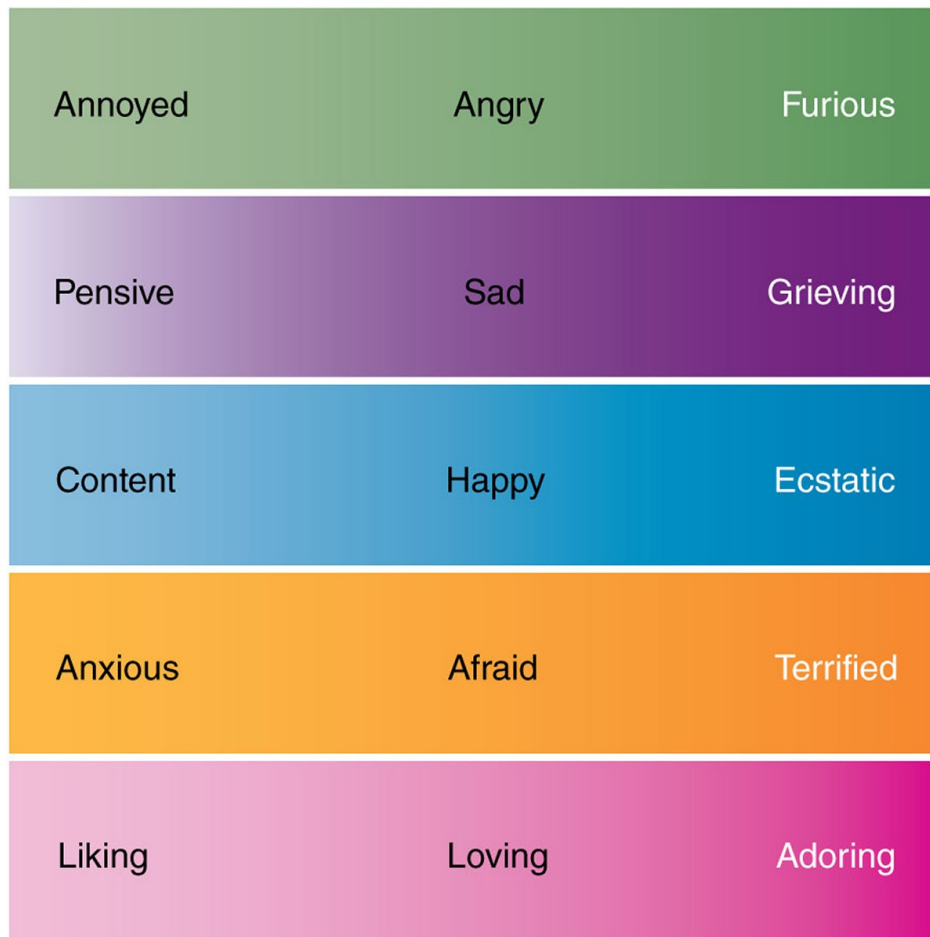 Annoyed Angry Furious
Pensive Sad Grieving
Content Happy Ecstatic
Anxious Afraid Terrified
Liking Loving Adoring